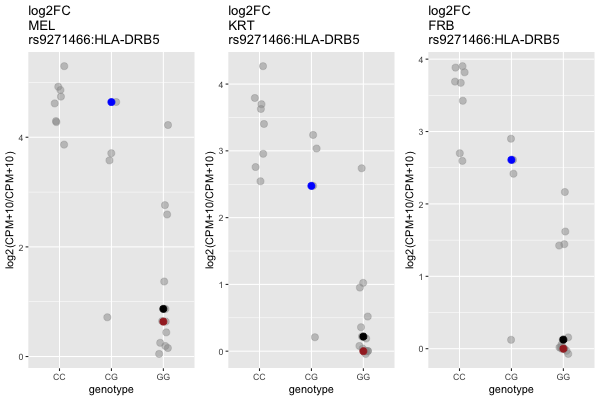 log2FC
MEL
rs9271466:HLA-DRB5
log2(CPM+10/CPM+10)
4
2
0
CC
CG
GG
genotype
log2FC
KRT
rs9271466:HLA-DRB5
log2(CPM+10/CPM+10)
4
3
2
1
0
CC
CG
GG
genotype
log2FC
FRB
rs9271466:HLA-DRB5
log2(CPM+10/CPM+10)
4
3
2
1
0
CC
CG
GG
genotype